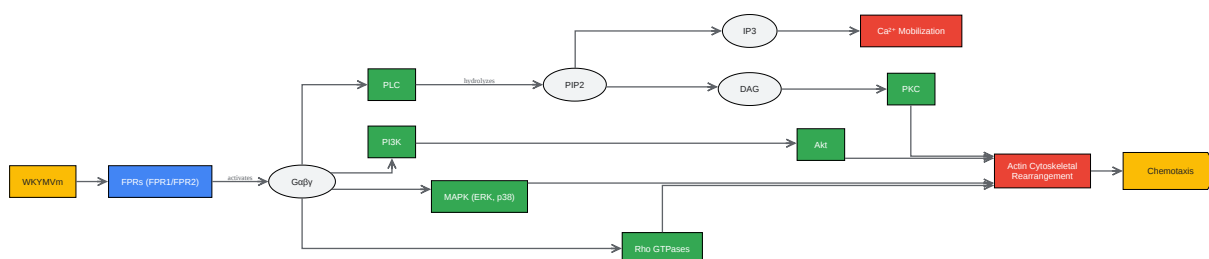 IP3
Ca²⁺ Mobilization
PLC
hydrolyzes
PIP2
DAG
PKC
PI3K
Akt
WKYMVm
FPRs (FPR1/FPR2)
activates
Gαβγ
MAPK (ERK, p38)
Actin Cytoskeletal
Rearrangement
Chemotaxis
Rho GTPases